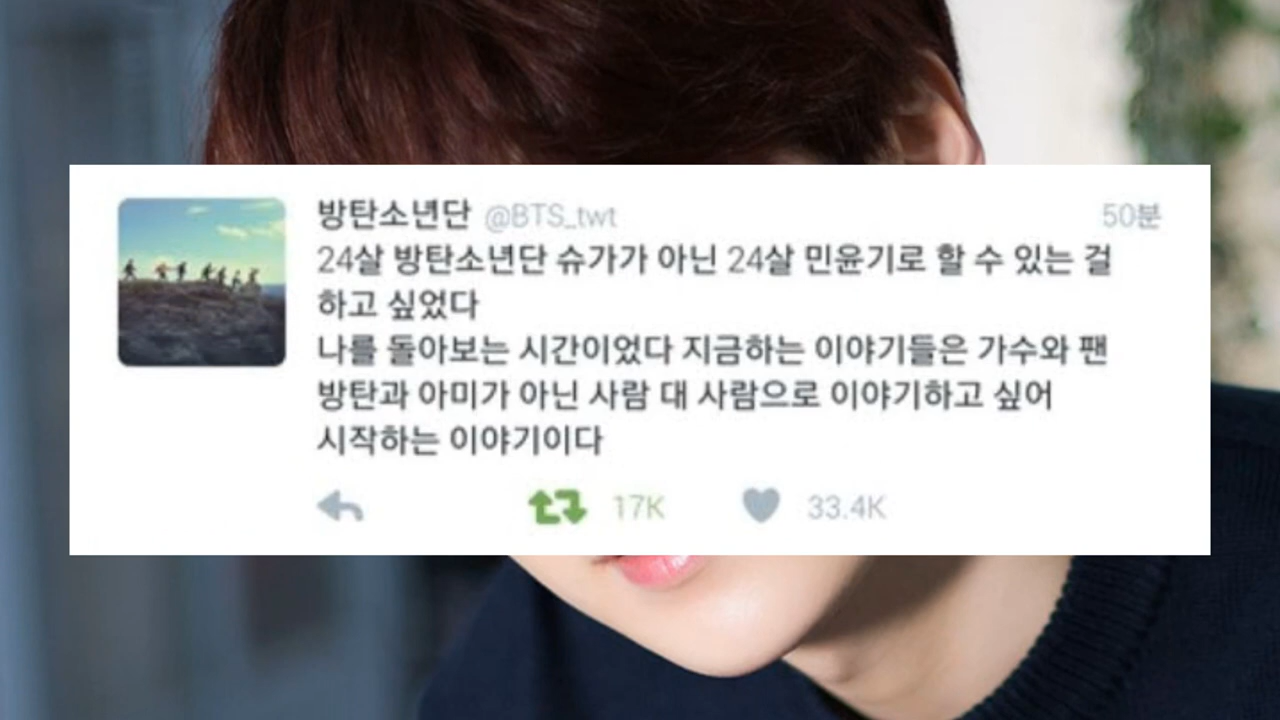 방탄소년단 @BTS_twt 50분
24살 방탄소년단 슈가가 아닌 24살 민윤기로 할 수 있는 걸
하고 싶었다
나를 돌아보는 시간이었다 지금하는 이야기들은 가수와 팬
방탄과 아미가 아닌 사람 대 사람으로 이야기하고 싶어
시작하는 이야기이다
17K 33.4K